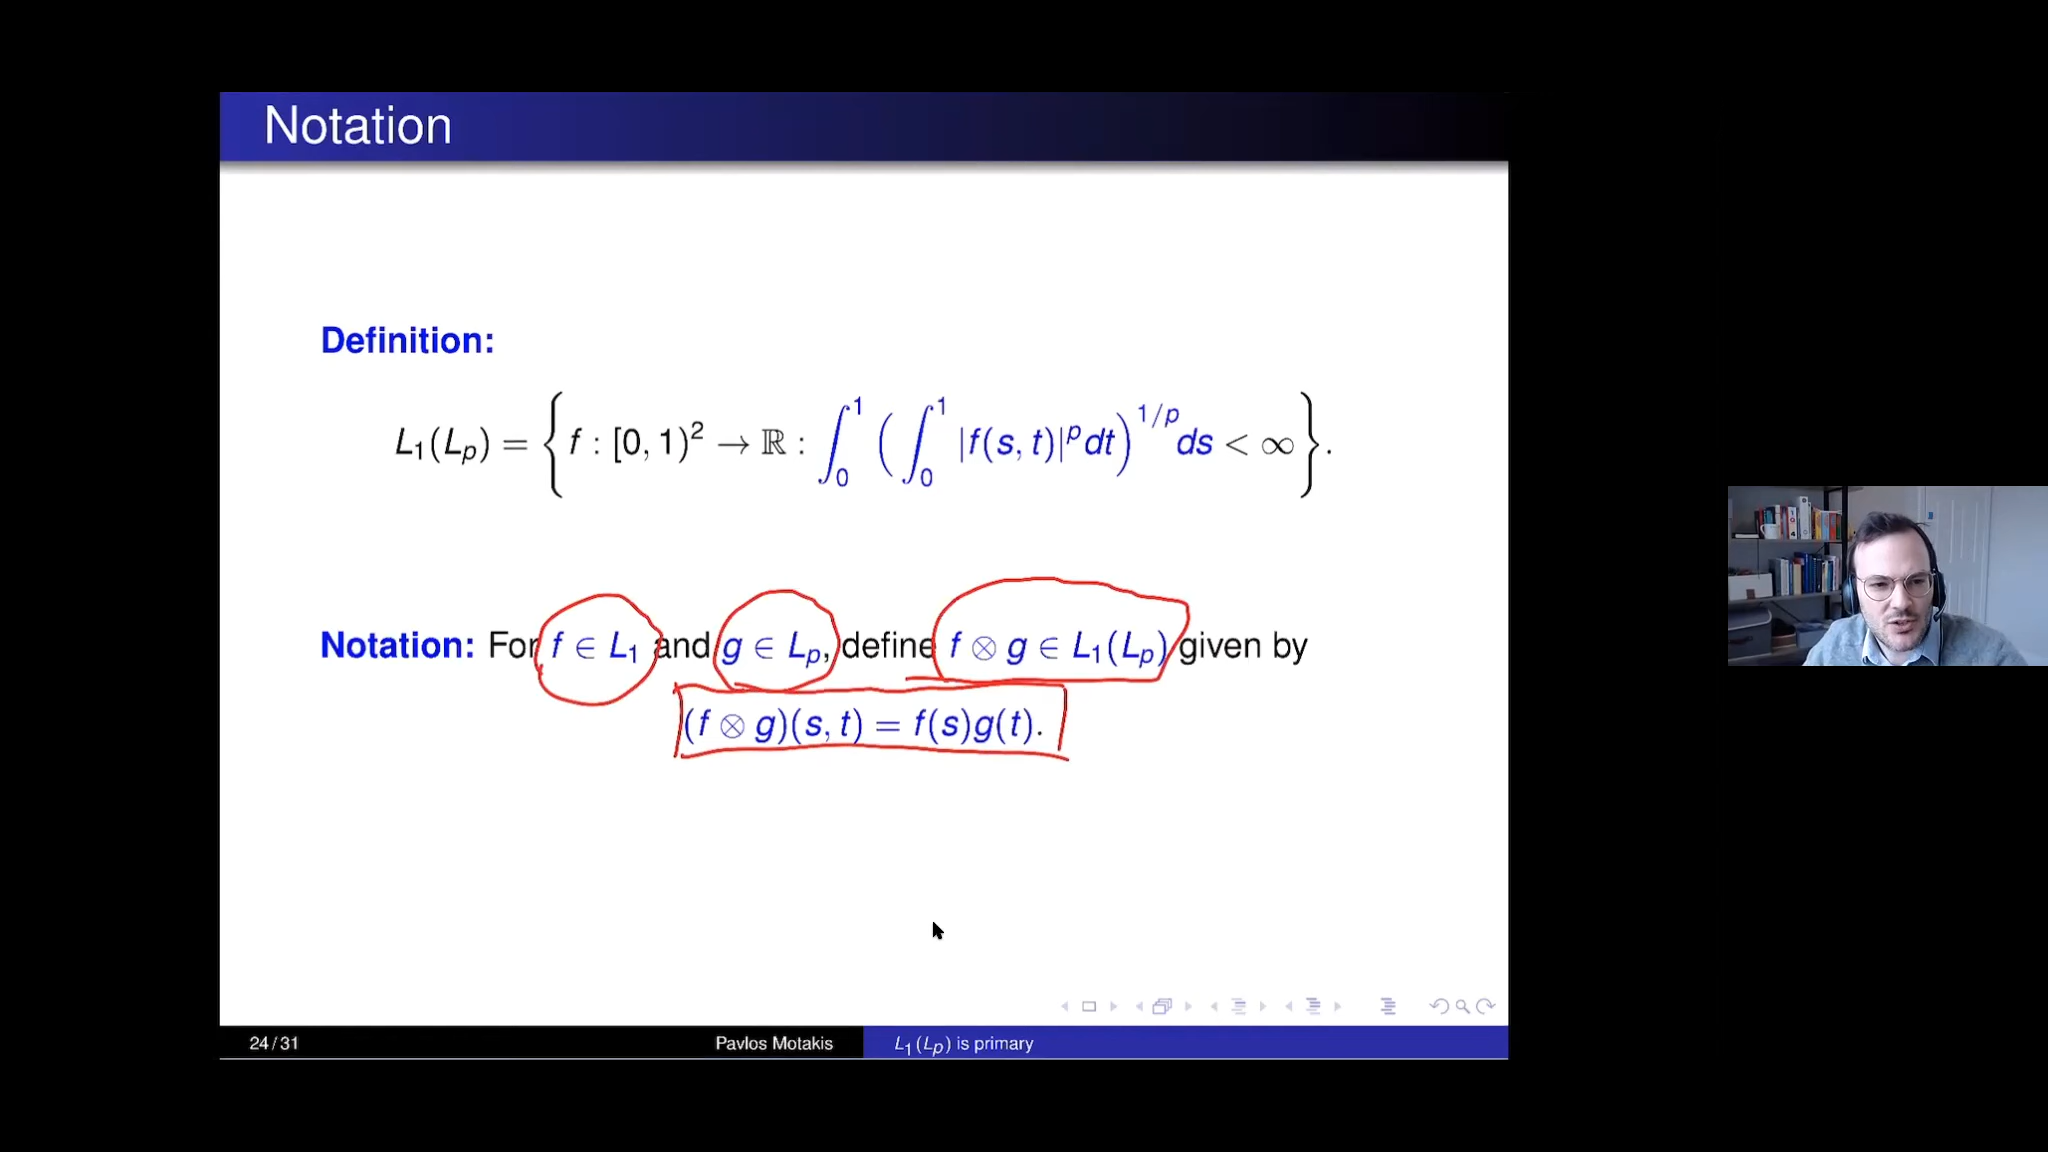 Notation
Definition:
L₁(Lₚ) = { f : [0, 1)² → ℝ : ∫₀¹ ( ∫₀¹ |f(s, t)|ᵖ dt )^{1/p} ds < ∞ }.
Notation: For f ∈ L₁ and g ∈ Lₚ, define f ⊗ g ∈ L₁(Lₚ) given by
(f ⊗ g)(s, t) = f(s)g(t).
24 / 31 Pavlos Motakis L₁(Lₚ) is primary